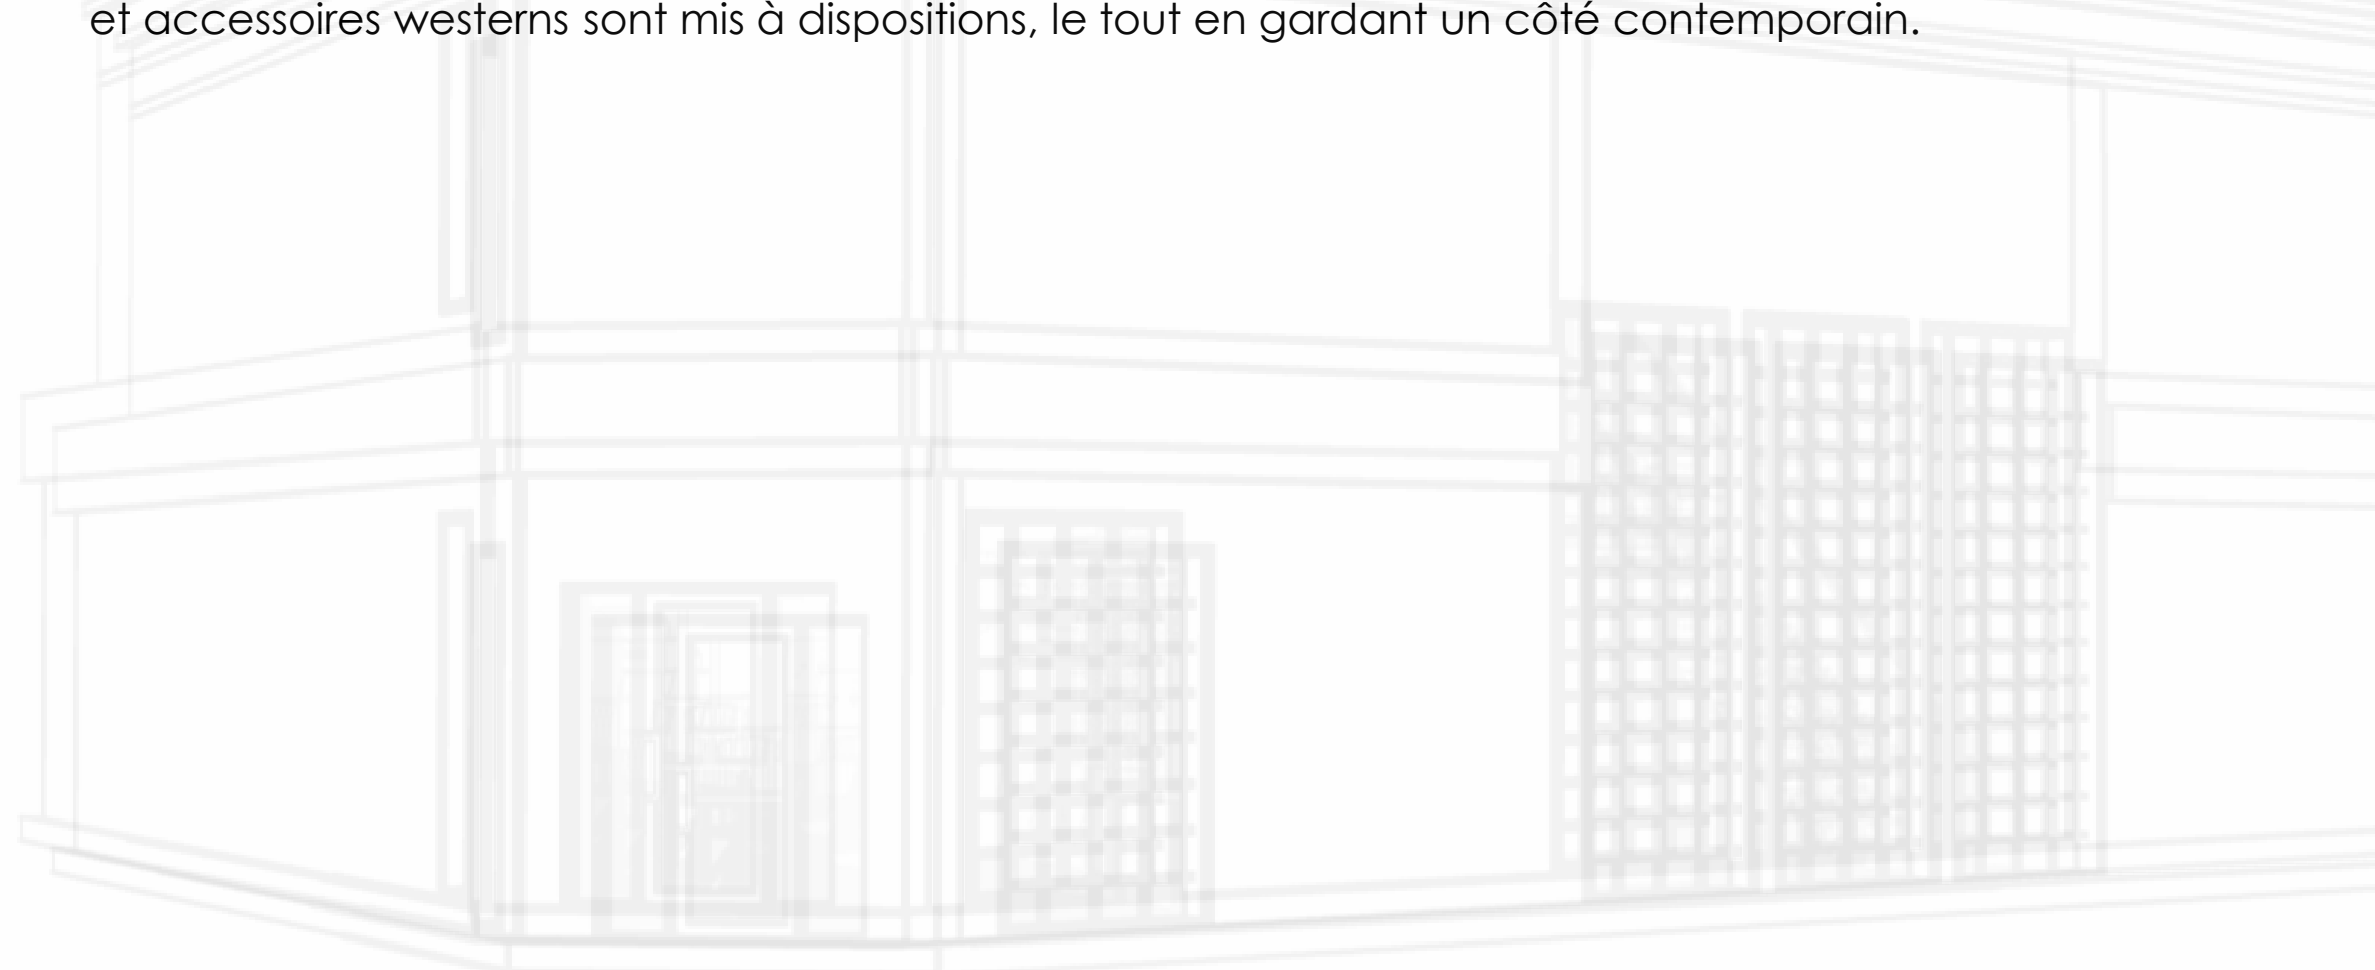 et accessoires westerns sont mis à dispositions, le tout en gardant un côté contemporain.